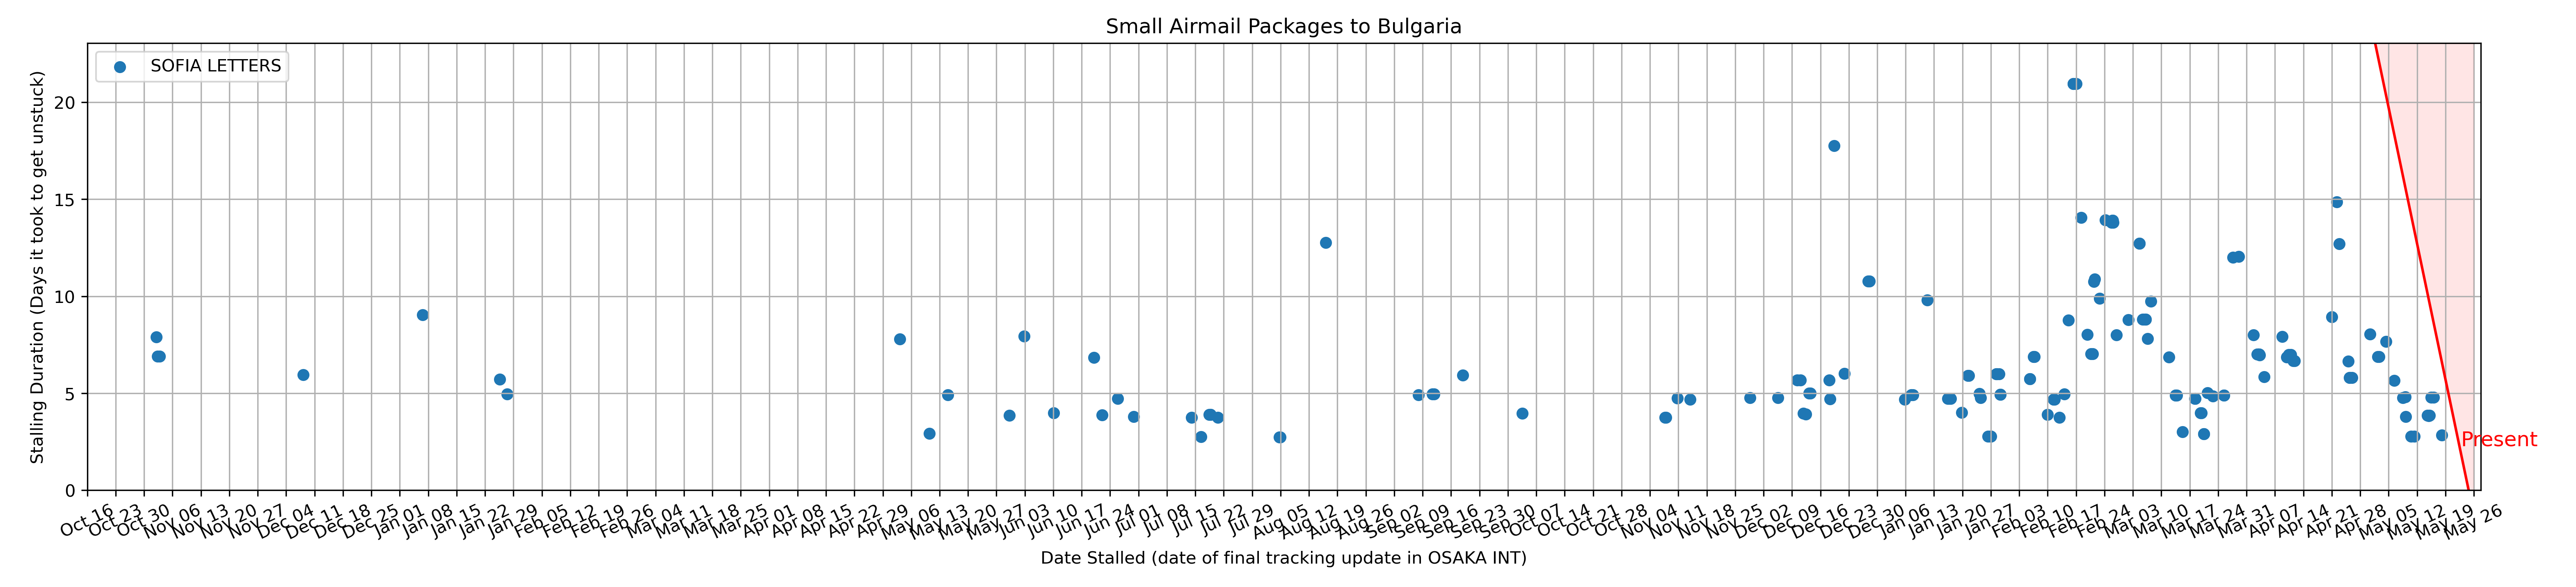 Small Airmail Packages to Bulgaria
SOFIA LETTERS
Stalling Duration (Days it took to get unstuck)
20
15
10
5
0
Present
Oct 16
Oct 23
Oct 30
Nov 06
Nov 13
Nov 20
Nov 27
Dec 04
Dec 11
Dec 18
Dec 25
Jan 01
Jan 08
Jan 15
Jan 22
Jan 29
Feb 05
Feb 12
Feb 19
Feb 26
Mar 04
Mar 11
Mar 18
Mar 25
Apr 01
Apr 08
Apr 15
Apr 22
Apr 29
May 06
May 13
May 20
May 27
Jun 03
Jun 10
Jun 17
Jun 24
Jul 01
Jul 08
Jul 15
Jul 22
Jul 29
Aug 05
Aug 12
Aug 19
Aug 26
Sep 02
Sep 09
Sep 16
Sep 23
Sep 30
Oct 07
Oct 14
Oct 21
Oct 28
Nov 04
Nov 11
Nov 18
Nov 25
Dec 02
Dec 09
Dec 16
Dec 23
Dec 30
Jan 06
Jan 13
Jan 20
Jan 27
Feb 03
Feb 10
Feb 17
Feb 24
Mar 03
Mar 10
Mar 17
Mar 24
Mar 31
Apr 07
Apr 14
Apr 21
Apr 28
May 05
May 12
May 19
May 26
Date Stalled (date of final tracking update in OSAKA INT)